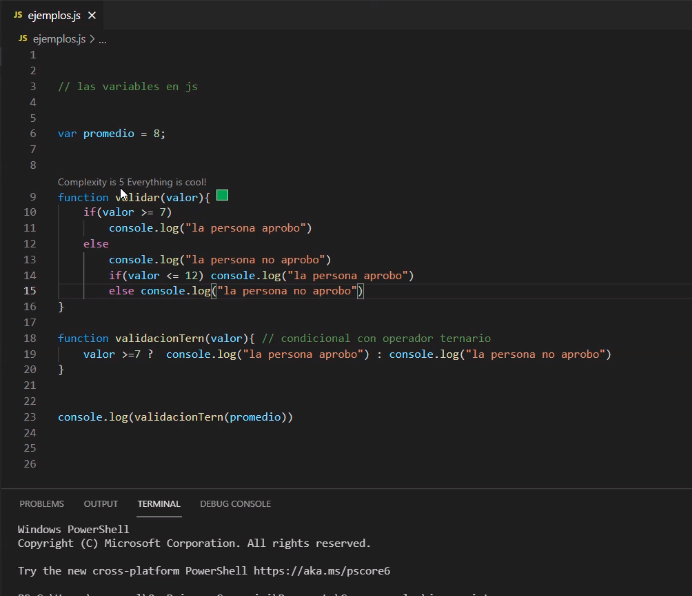 JS ejemplos.js ×
JS ejemplos.js > ...
1
2
3 // las variables en js
4
5
6 var promedio = 8;
7
8
Complexity is 5 Everything is cool!
9 function validar(valor){
10 if(valor >= 7)
11 console.log("la persona aprobo")
12 else
13 console.log("la persona no aprobo")
14 if(valor <= 12) console.log("la persona aprobo")
15 else console.log("la persona no aprobo")
16 }
17
18 function validacionTern(valor){ // condicional con operador ternario
19 valor >=7 ?  console.log("la persona aprobo") : console.log("la persona no aprobo")
20 }
21
22
23 console.log(validacionTern(promedio))
24
25
26
PROBLEMS OUTPUT TERMINAL DEBUG CONSOLE
Windows PowerShell
Copyright (C) Microsoft Corporation. All rights reserved.
Try the new cross-platform PowerShell https://aka.ms/pscore6